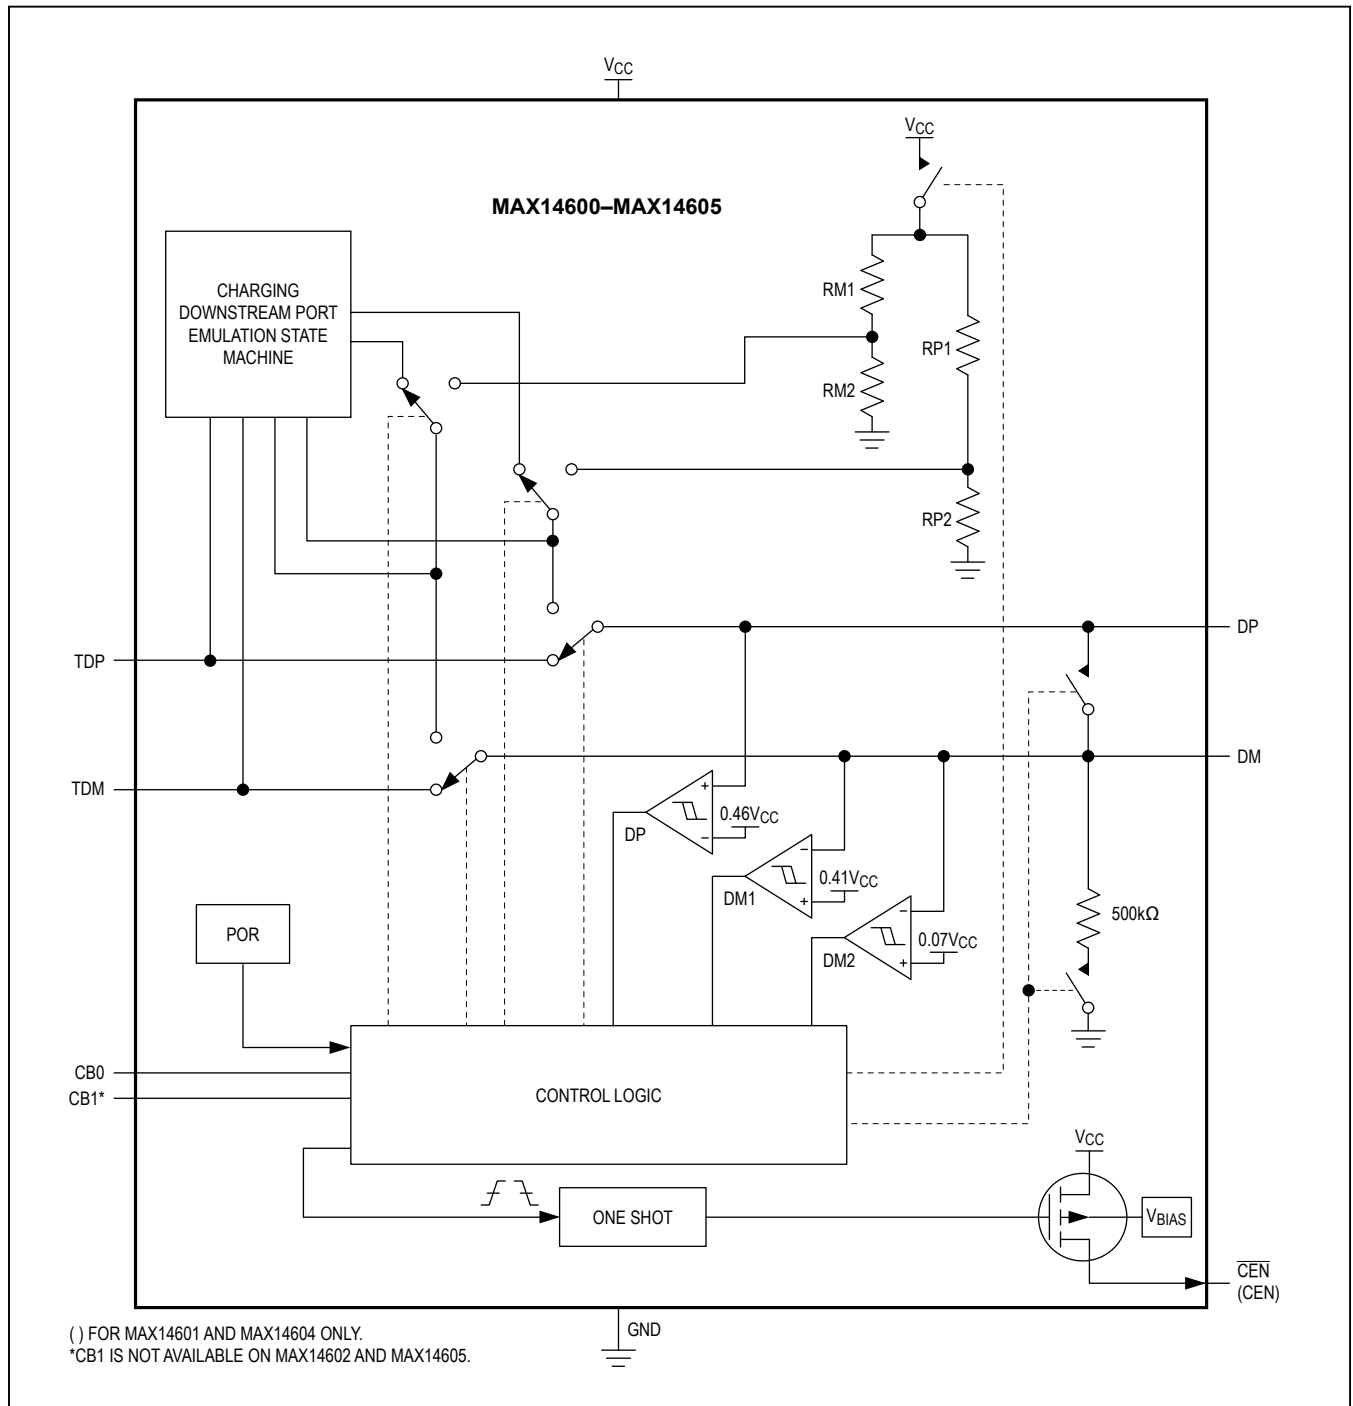 VCC
MAX14600–MAX14605
VCC
CHARGING
DOWNSTREAM PORT
EMULATION STATE
MACHINE
RM1
RP1
RM2
RP2
TDP
DP
TDM
DM
0.46VCC
DP
0.41VCC
DM1
0.07VCC
DM2
500kΩ
POR
CB0
CB1*
CONTROL LOGIC
VCC
ONE SHOT
VBIAS
C̅E̅N̅
(CEN)
GND
( ) FOR MAX14601 AND MAX14604 ONLY.
*CB1 IS NOT AVAILABLE ON MAX14602 AND MAX14605.